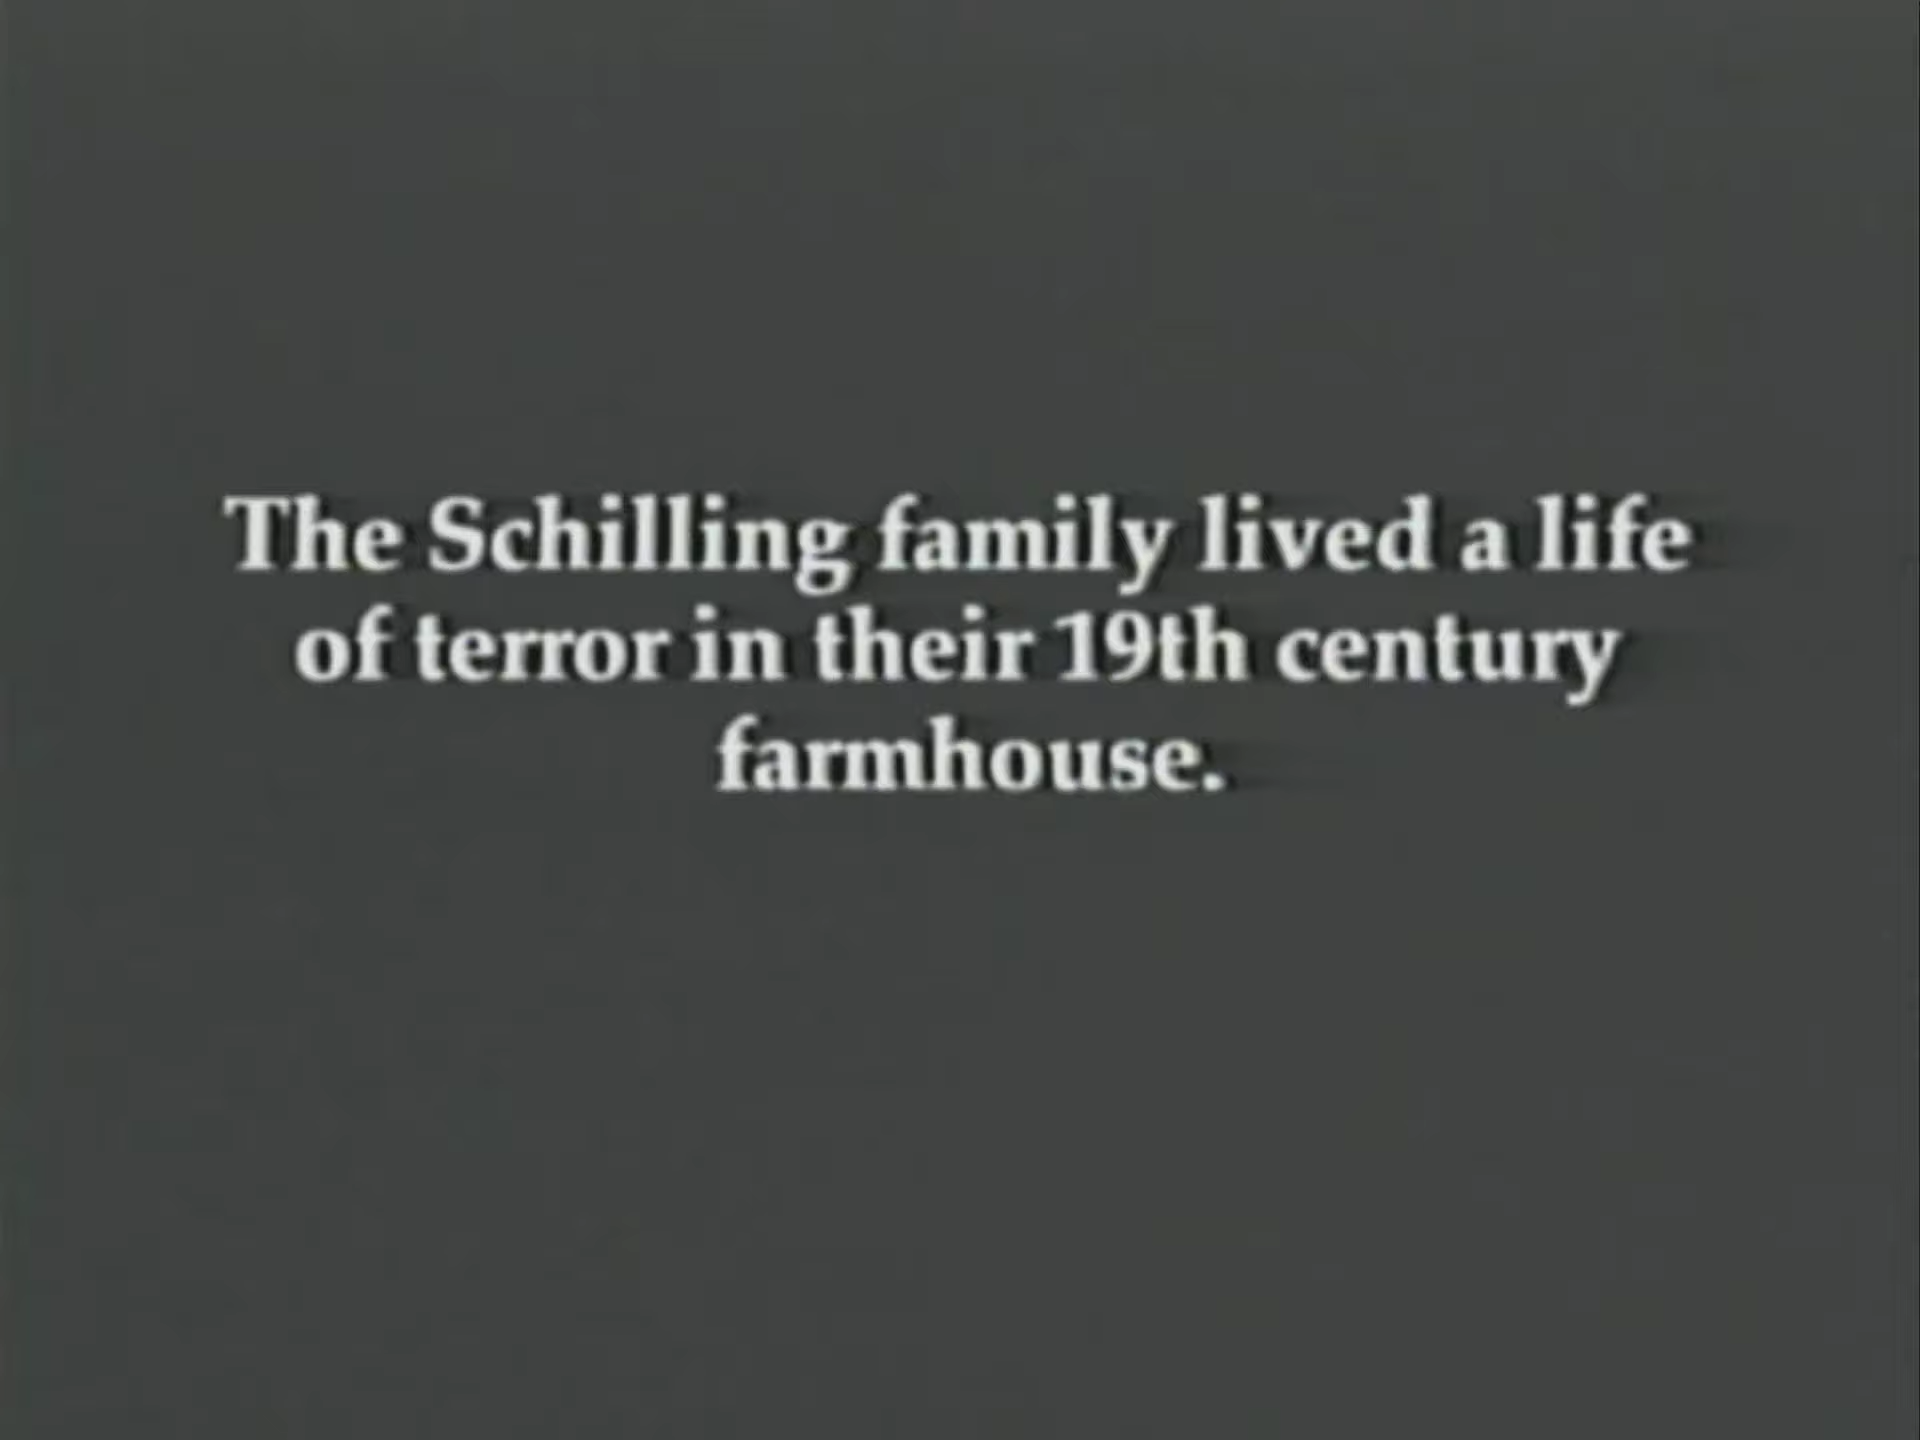 The Schilling family lived a life
of terror in their 19th century
farmhouse.